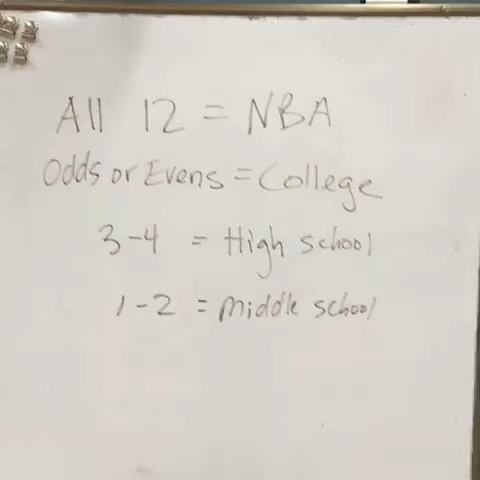 All 12 = NBA
Odds or Evens = College
3-4 = High school
1-2 = middle school